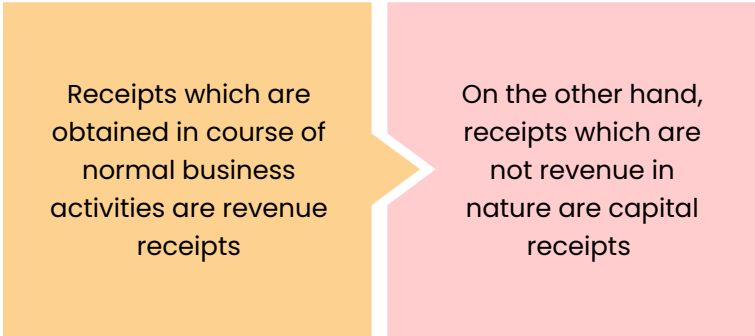 Receipts which are
obtained in course of
normal business
activities are revenue
receipts
On the other hand,
receipts which are
not revenue in
nature are capital
receipts